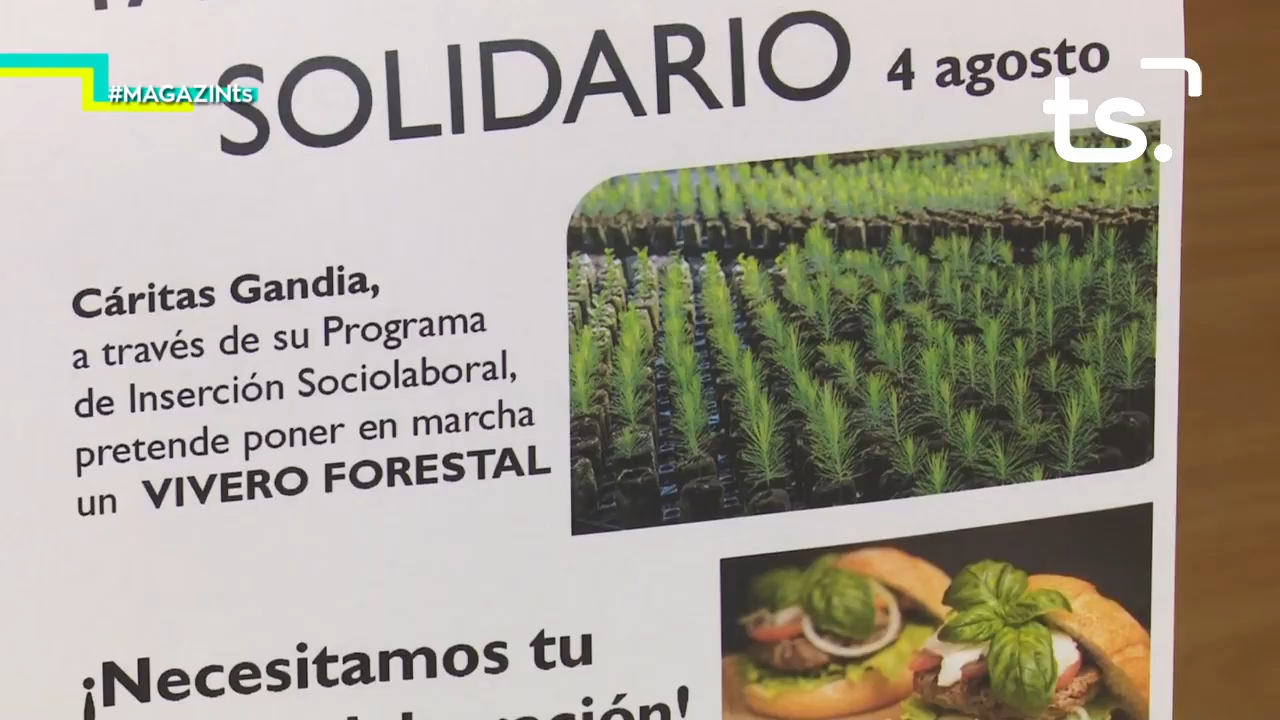 SOLIDARIO 4 agosto
#MAGAZINts
ts.
Cáritas Gandia,
a través de su Programa
de Inserción Sociolaboral,
pretende poner en marcha
un VIVERO FORESTAL
¡Necesitamos tu